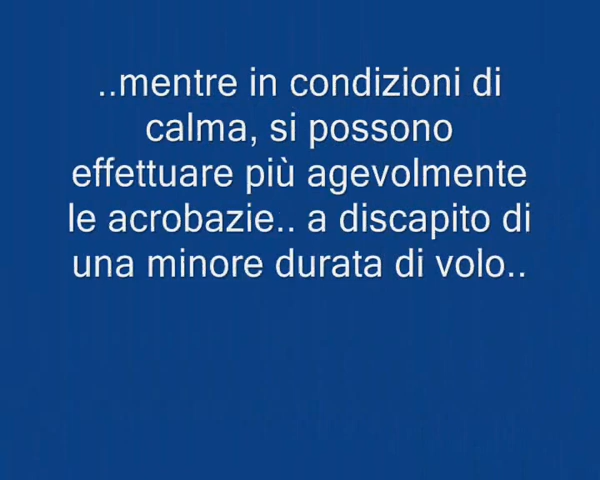 ..mentre in condizioni di
calma, si possono
effettuare più agevolmente
le acrobazie.. a discapito di
una minore durata di volo..